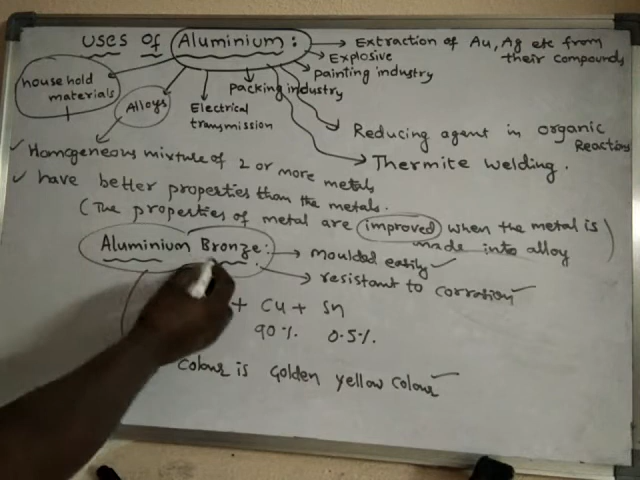 USES OF Aluminium:
Extraction of Au, Ag etc from their compounds
Explosive
Painting industry
Packing industry
household materials
Alloys
Electrical transmission
Reducing agent in organic Reactions
Thermite welding.
Homogeneous mixture of 2 or more metals
have better properties than the metals.
(The properties of metal are improved when the metal is made into alloy)
Aluminium Bronze:
moulded easily
resistant to corration
+ Cu + Sn
90% 0.5%
Colour is Golden yellow colour